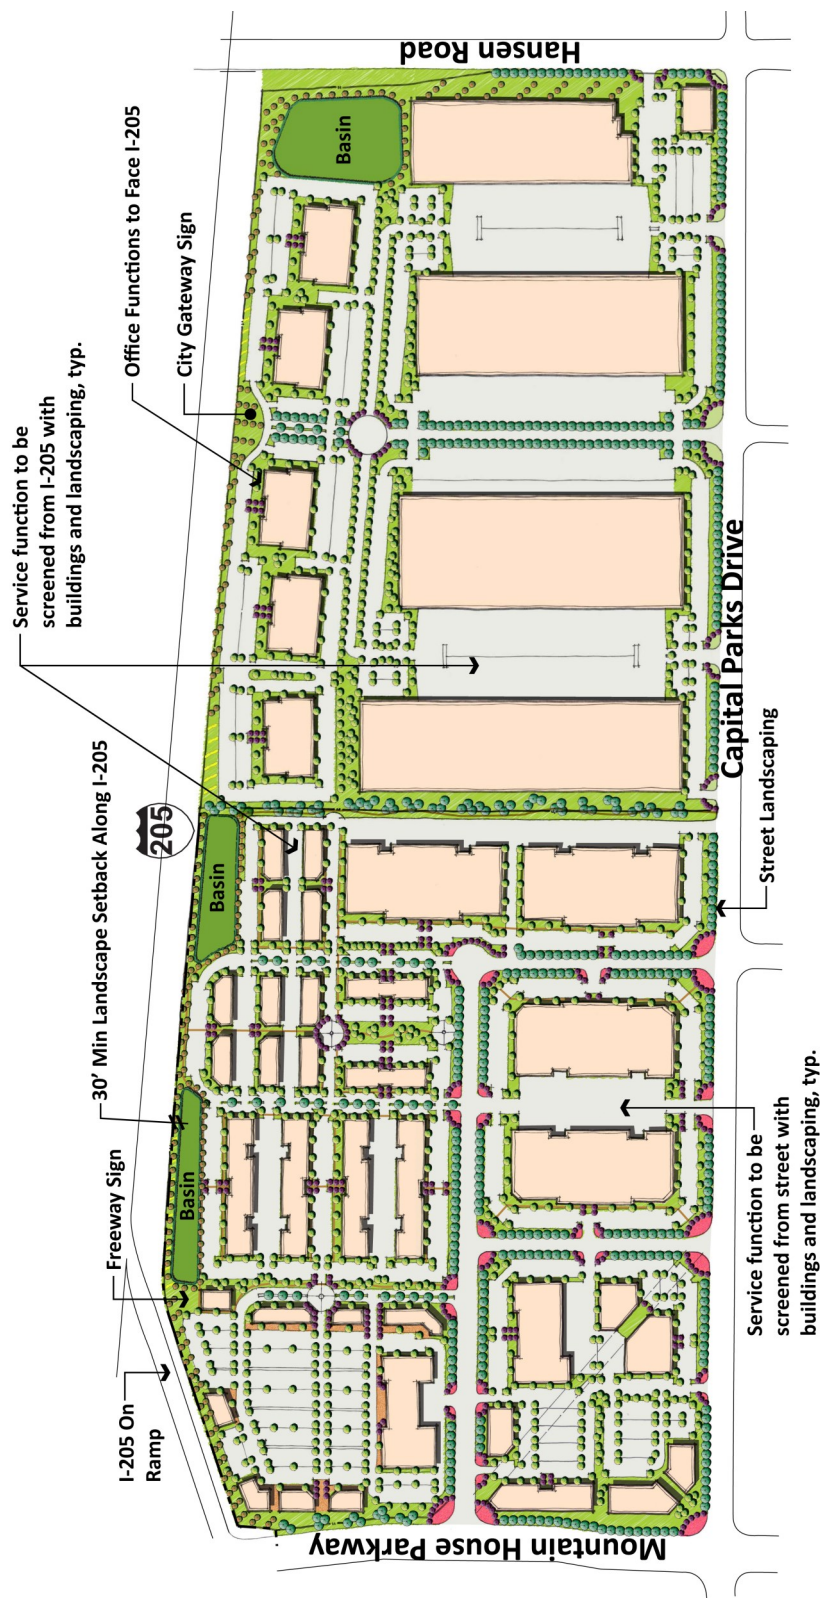 Hansen Road
Basin
Office Functions to Face I-205
City Gateway Sign
Service function to be
screened from I-205 with
buildings and landscaping, typ.
Capital Parks Drive
205
30' Min Landscape Setback Along I-205
Basin
Street Landscaping
Basin
Freeway Sign
Service function to be
screened from street with
buildings and landscaping, typ.
I-205 On
Ramp
Mountain House Parkway